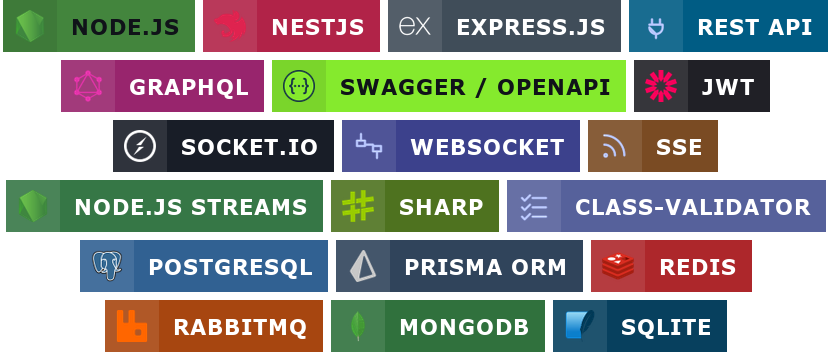 NODE.JS NESTJS ex EXPRESS.JS REST API
GRAPHQL {··} SWAGGER / OPENAPI JWT
SOCKET.IO WEBSOCKET SSE
NODE.JS STREAMS SHARP CLASS-VALIDATOR
POSTGRESQL PRISMA ORM REDIS
RABBITMQ MONGODB SQLITE